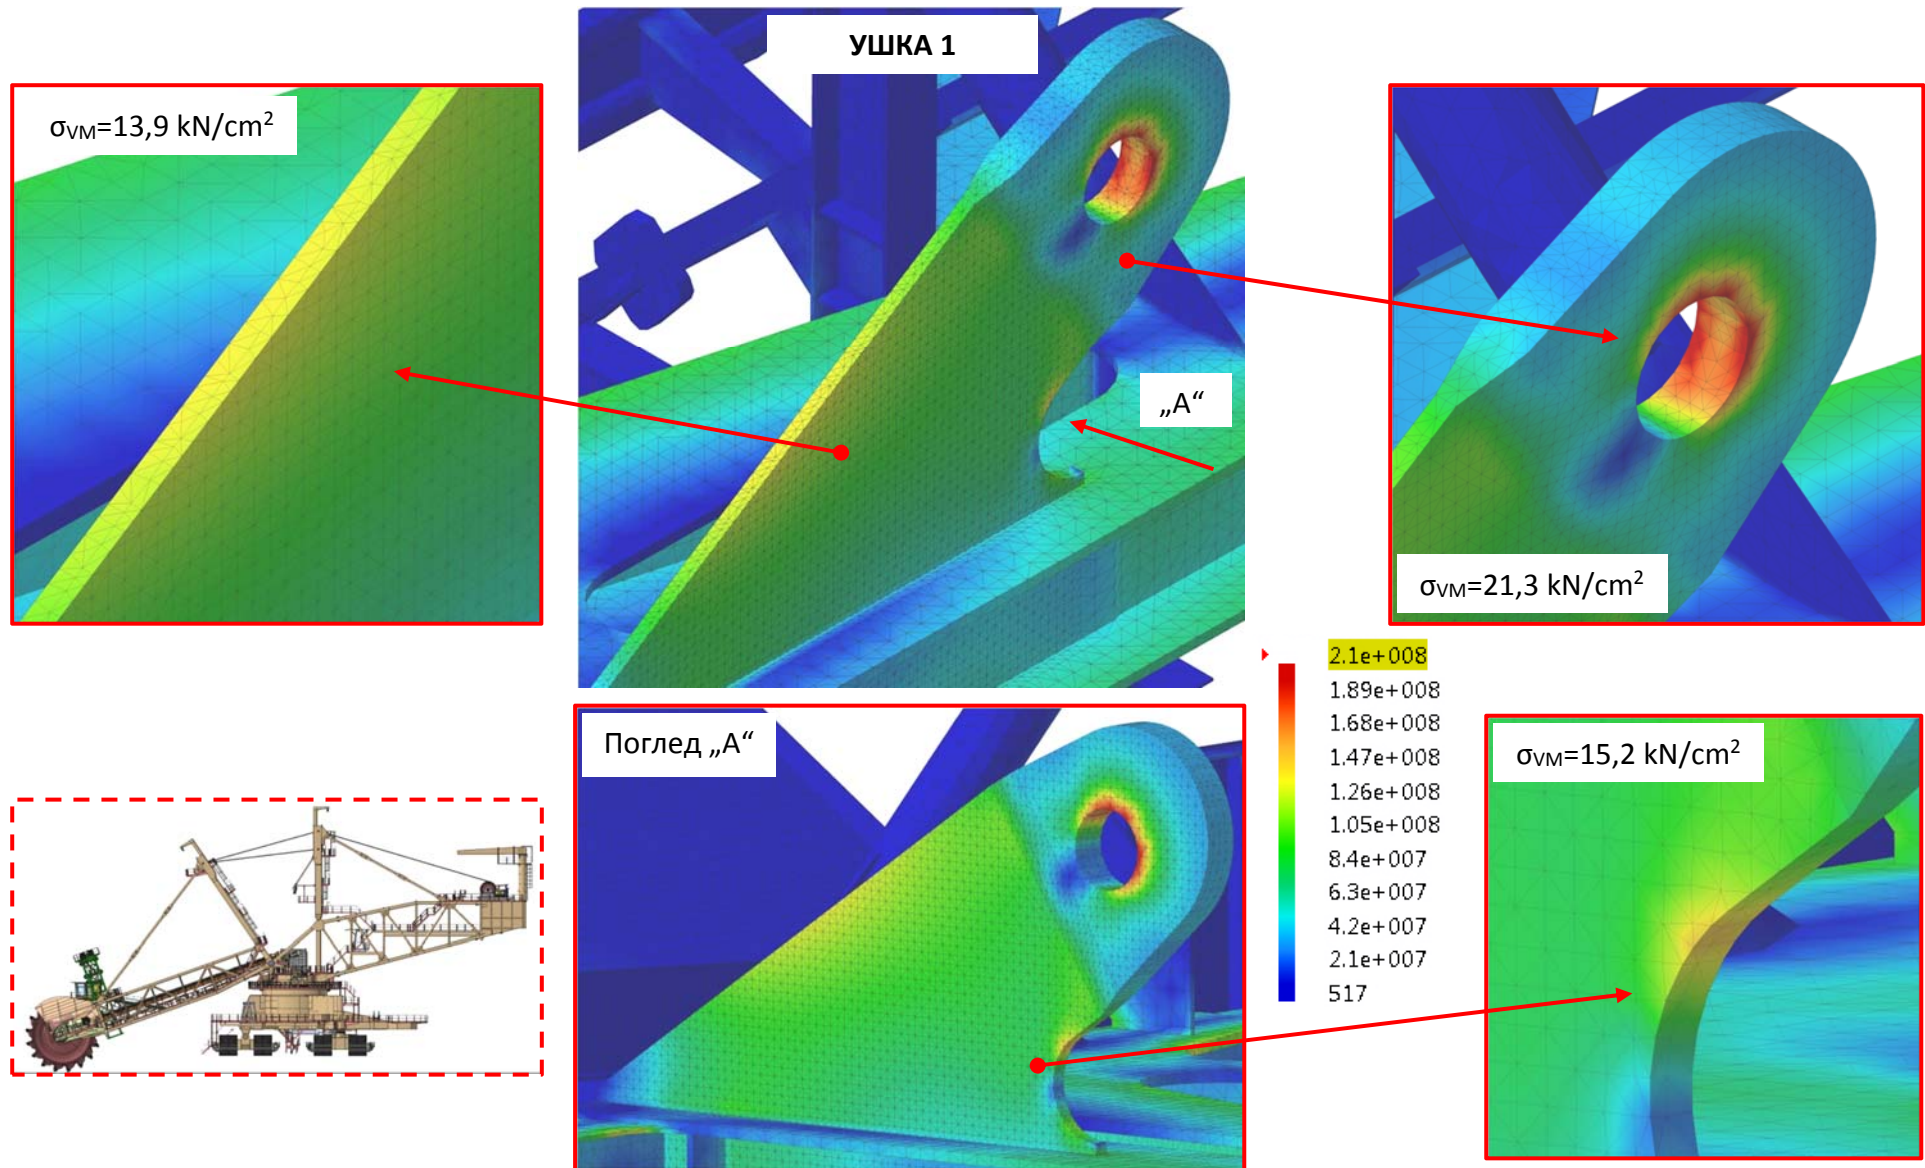 УШКА 1
σVM=13,9 kN/cm²
„А“
σVM=21,3 kN/cm²
2.1e+008
1.89e+008
1.68e+008
1.47e+008
1.26e+008
1.05e+008
8.4e+007
6.3e+007
4.2e+007
2.1e+007
517
Поглед „А“
σVM=15,2 kN/cm²